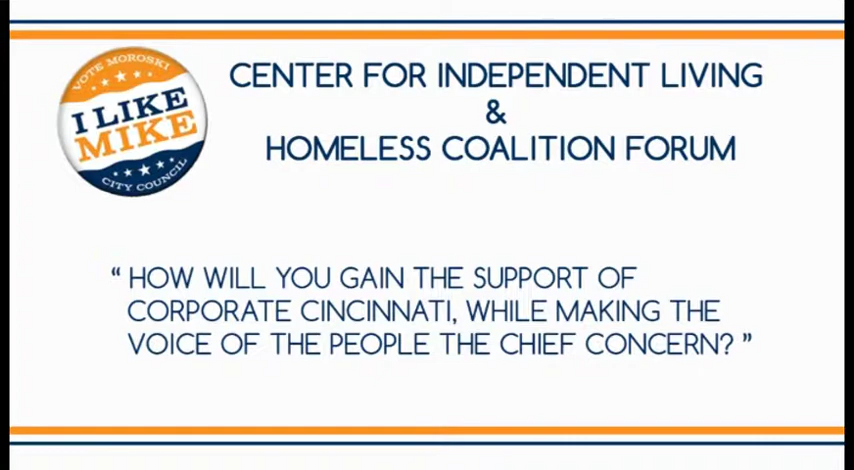 VOTE MOROSKI
I LIKE
MIKE
CITY COUNCIL
CENTER FOR INDEPENDENT LIVING
&
HOMELESS COALITION FORUM
“ HOW WILL YOU GAIN THE SUPPORT OF
CORPORATE CINCINNATI, WHILE MAKING THE
VOICE OF THE PEOPLE THE CHIEF CONCERN? ”